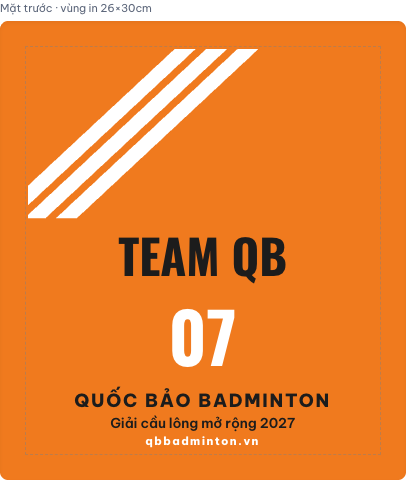 Mặt trước · vùng in 26×30cm
TEAM QB
07
QUỐC BẢO BADMINTON
Giải cầu lông mở rộng 2027
qbbadminton.vn